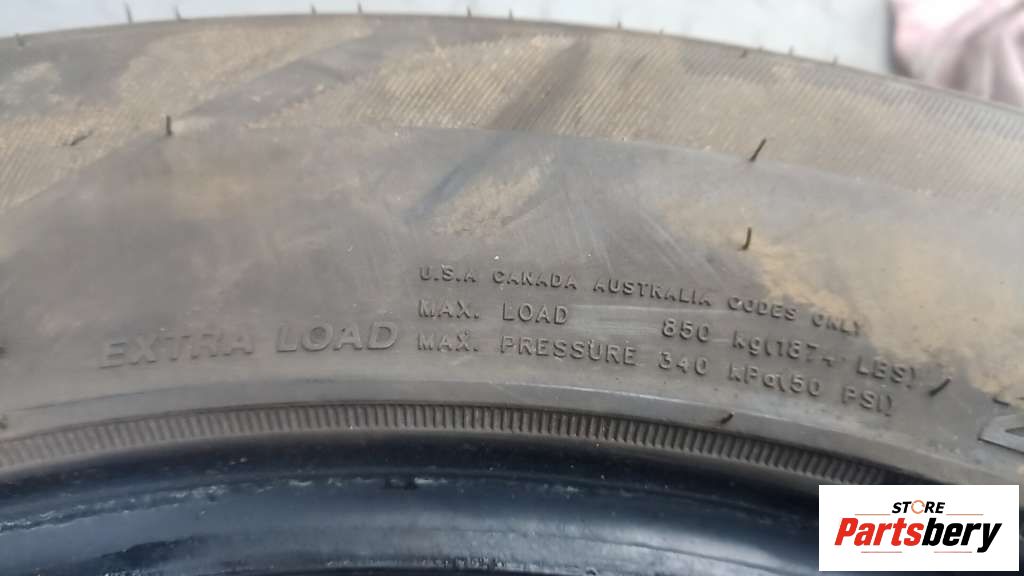 U.S.A CANADA AUSTRALIA CODES ONLY
MAX. LOAD 850 kg(1874 LBS)
EXTRA LOAD MAX. PRESSURE 340 kPa(50 PSI)
STORE
Partsbery